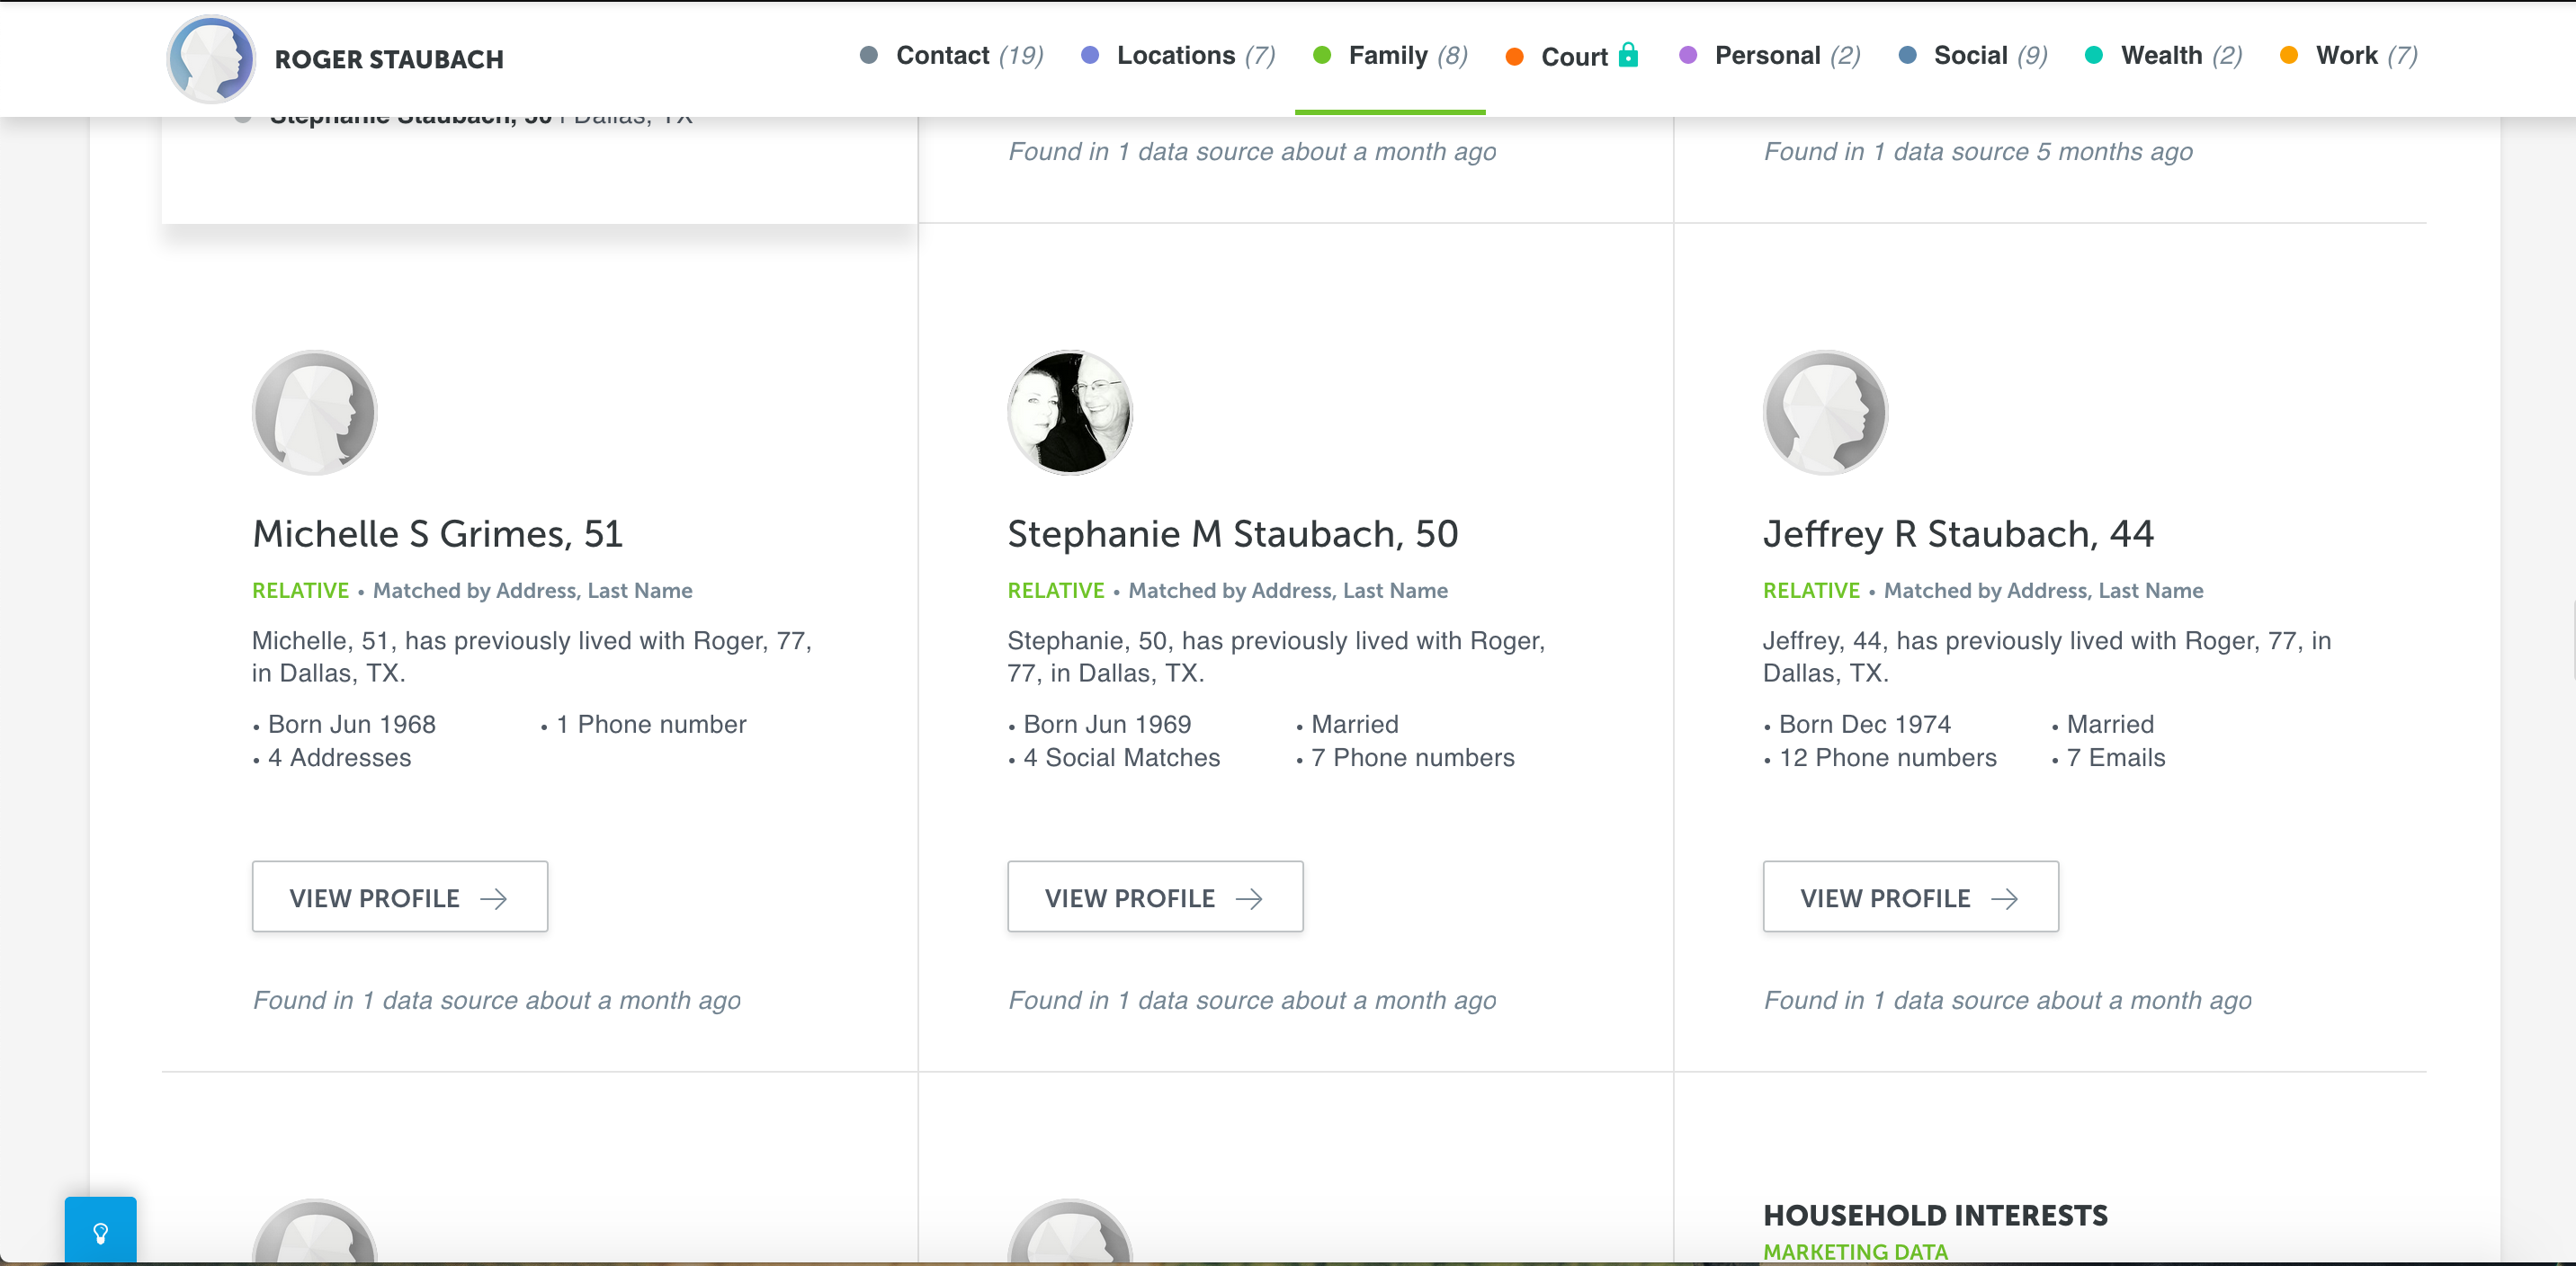 ROGER STAUBACH
Contact (19)
Locations (7)
Family (8)
Court
Personal (2)
Social (9)
Wealth (2)
Work (7)
Stephanie Staubach, 50 | Dallas, TX
Found in 1 data source about a month ago
Found in 1 data source 5 months ago
Michelle S Grimes, 51
RELATIVE • Matched by Address, Last Name
Michelle, 51, has previously lived with Roger, 77,
in Dallas, TX.
• Born Jun 1968
• 1 Phone number
• 4 Addresses
VIEW PROFILE →
Found in 1 data source about a month ago
Stephanie M Staubach, 50
RELATIVE • Matched by Address, Last Name
Stephanie, 50, has previously lived with Roger,
77, in Dallas, TX.
• Born Jun 1969
• Married
• 4 Social Matches
• 7 Phone numbers
VIEW PROFILE →
Found in 1 data source about a month ago
Jeffrey R Staubach, 44
RELATIVE • Matched by Address, Last Name
Jeffrey, 44, has previously lived with Roger, 77, in
Dallas, TX.
• Born Dec 1974
• Married
• 12 Phone numbers
• 7 Emails
VIEW PROFILE →
Found in 1 data source about a month ago
HOUSEHOLD INTERESTS
MARKETING DATA